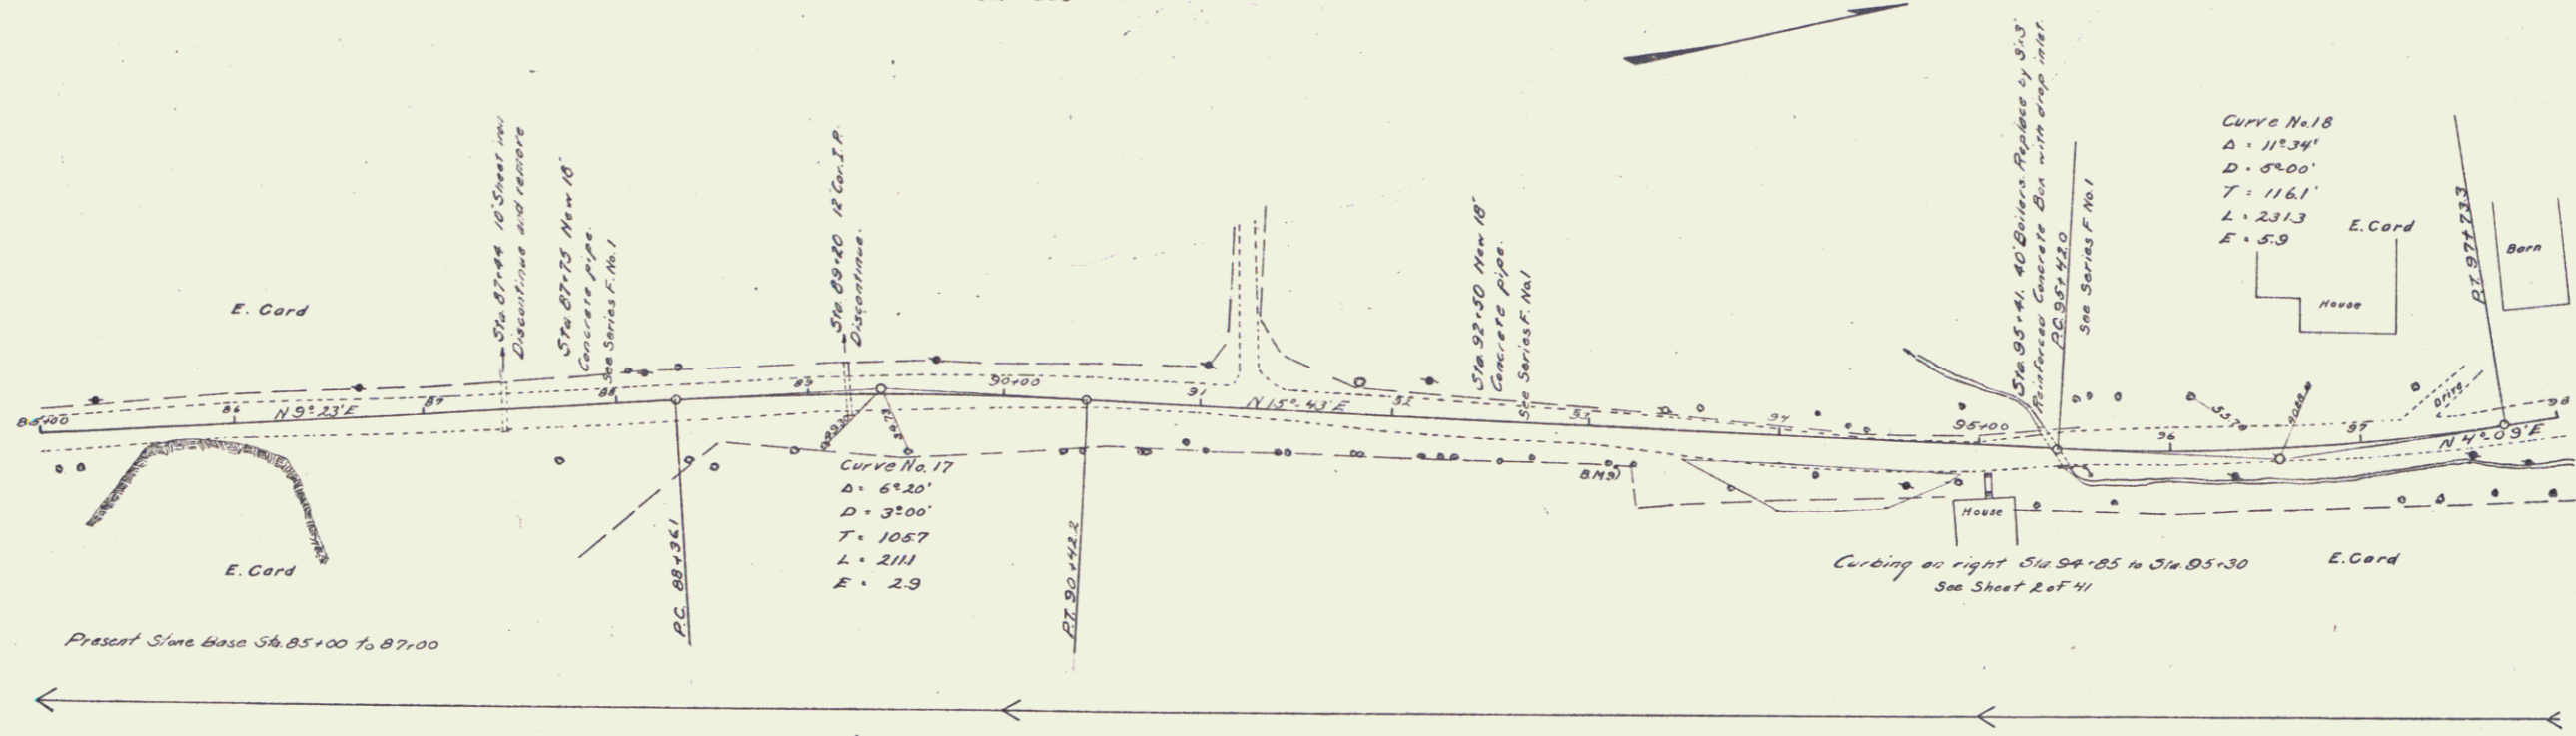 Sta. 87+44 10" Sheet iron
Discontinue and remove
Sta. 87+75 New 18"
Concrete pipe.
See Series F. No.1
Sta. 89+20 12" Cor. I.P.
Discontinue.
Sta. 92+50 New 18"
Concrete pipe.
See Series F. No.1
Sta. 95+41. 40" Boilers. Replace by 3'x3'
Reinforced Concrete Box with drop inlet.
P.C. 95+42.0
See Series F No.1
Curve No.18
Δ = 11°34'
D = 5°00'
T = 116.1'
L = 231.3
E = 5.9
E. Card
House
P.T. 97+73.3
Barn
E. Card
85+00
86
N 9°-23'E
87
88
89
90+00
91
N 15°-43'E
52
53
94
95+00
96
97
98
N 4°-09'E
Drive
B.M.9)
House
Curve No. 17
Δ = 6°20'
D = 3°00'
T = 105.7
L = 211.1
E = 2.9
P.C. 88+36.1
P.T. 90+42.2
E. Card
Curbing on right Sta. 94+85 to Sta. 95+30
See Sheet 2 of 41
E. Card
Present Stone Base Sta. 85+00 to 87+00